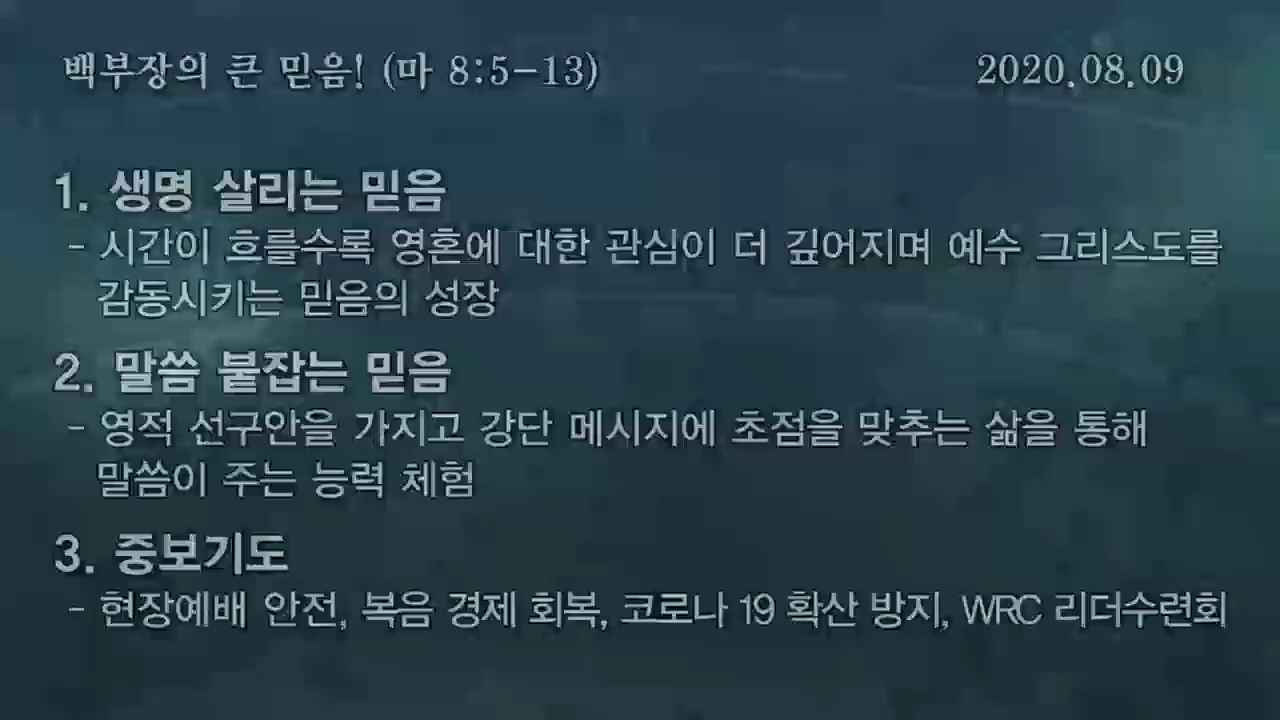 백부장의 큰 믿음! (마 8:5-13) 2020.08.09
1. 생명 살리는 믿음
- 시간이 흐를수록 영혼에 대한 관심이 더 깊어지며 예수 그리스도를
감동시키는 믿음의 성장
2. 말씀 붙잡는 믿음
- 영적 선구안을 가지고 강단 메시지에 초점을 맞추는 삶을 통해
말씀이 주는 능력 체험
3. 중보기도
- 현장예배 안전, 복음 경제 회복, 코로나 19 확산 방지, WRC 리더수련회